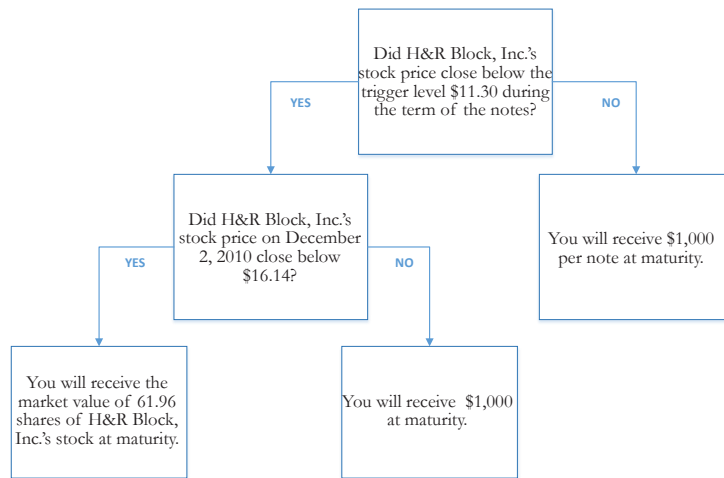 Did H&R Block, Inc.'s
stock price close below the
trigger level $11.30 during
the term of the notes?
YES
NO
Did H&R Block, Inc.'s
stock price on December
2, 2010 close below
$16.14?
You will receive $1,000
per note at maturity.
YES
NO
You will receive the
market value of 61.96
shares of H&R Block,
Inc.'s stock at maturity.
You will receive $1,000
at maturity.